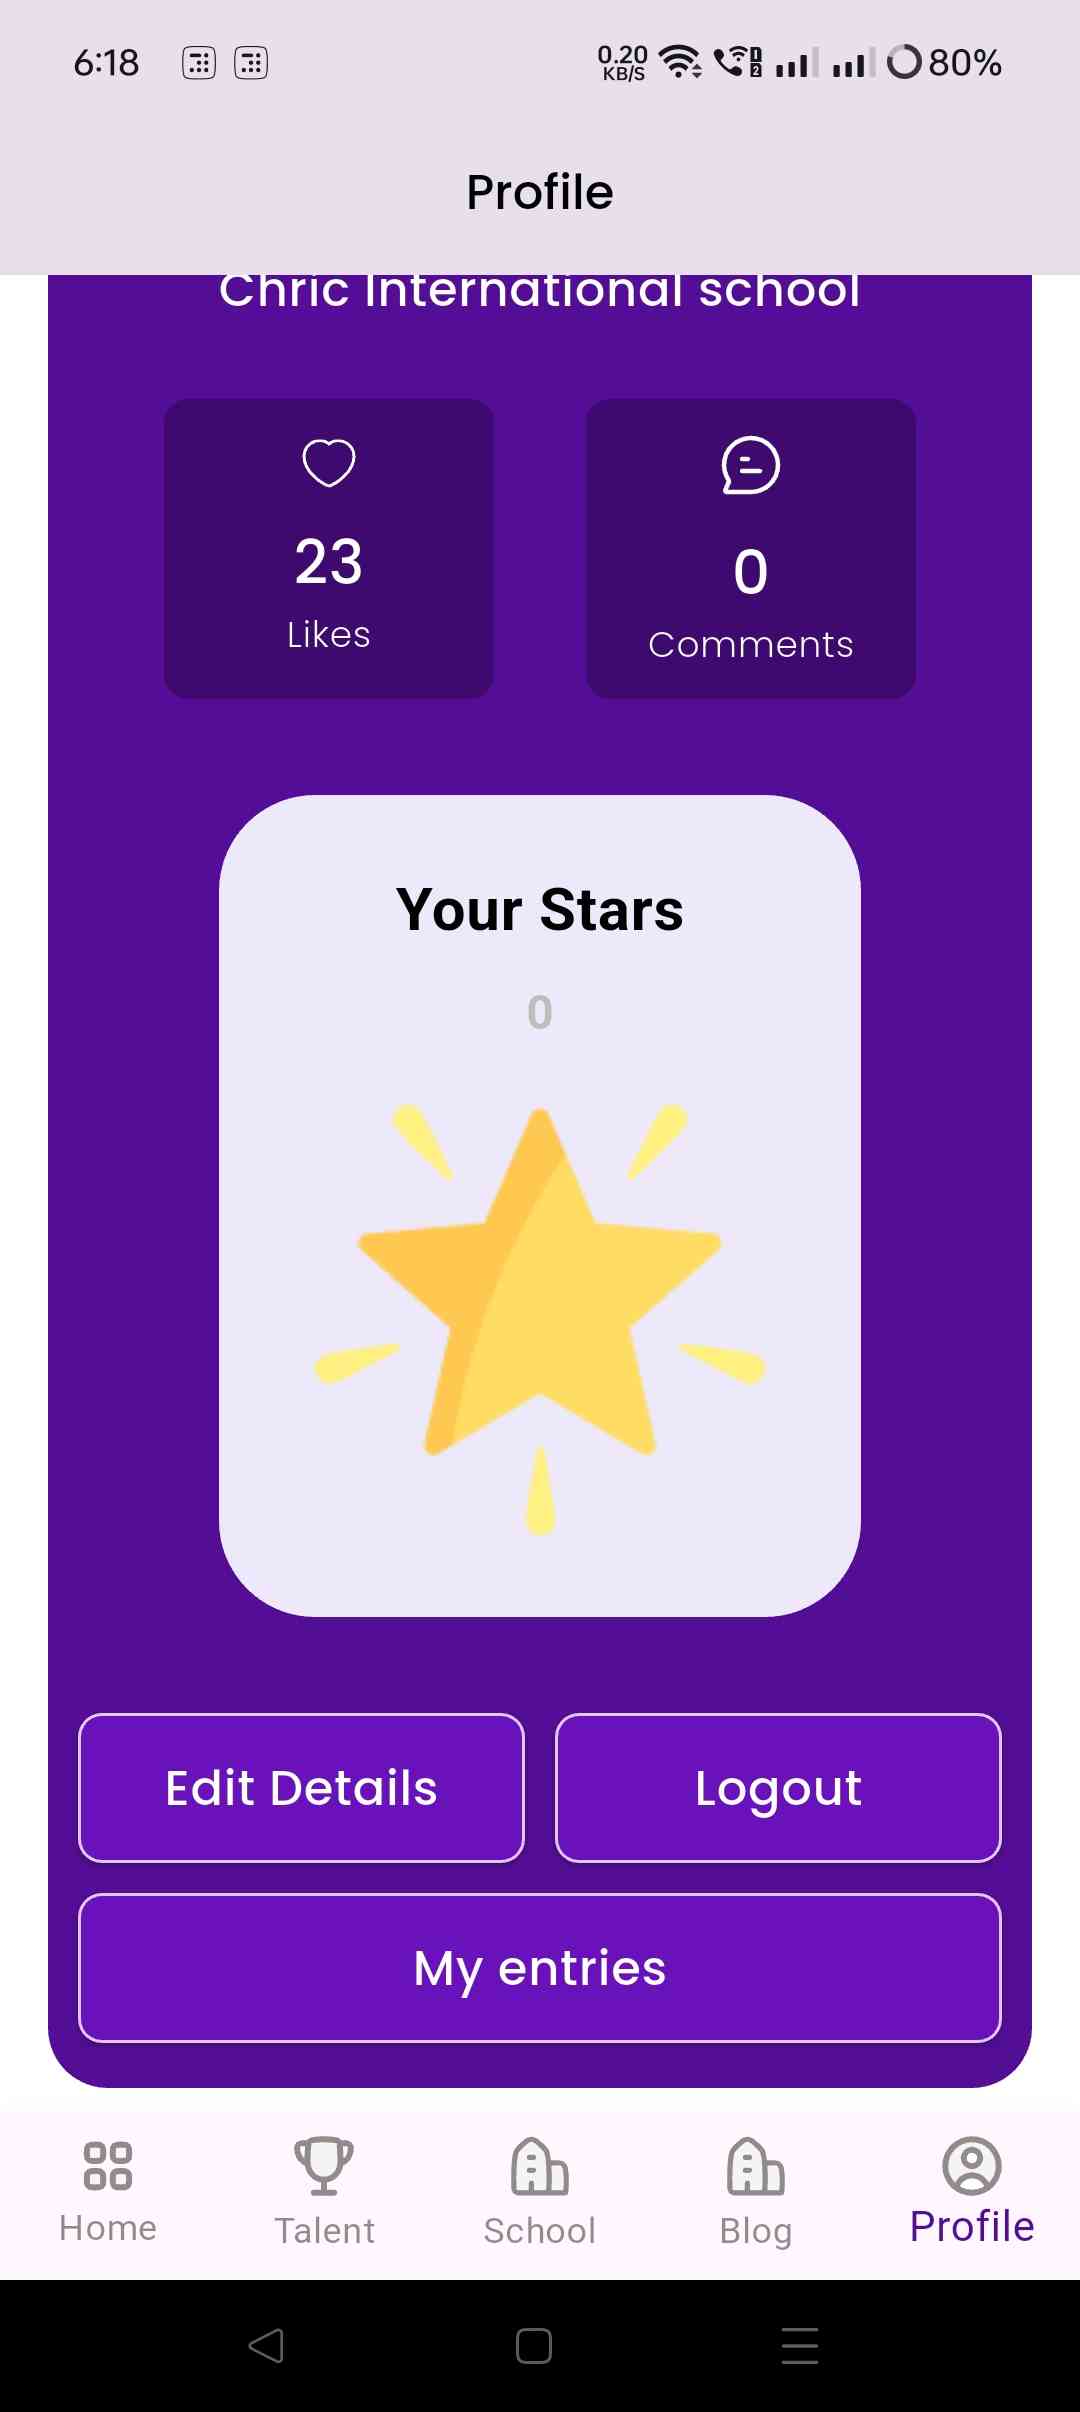 6:18
0.20
KB/S
80%
Profile
Chric International school
23
Likes
0
Comments
Your Stars
0
Edit Details
Logout
My entries
Home
Talent
School
Blog
Profile